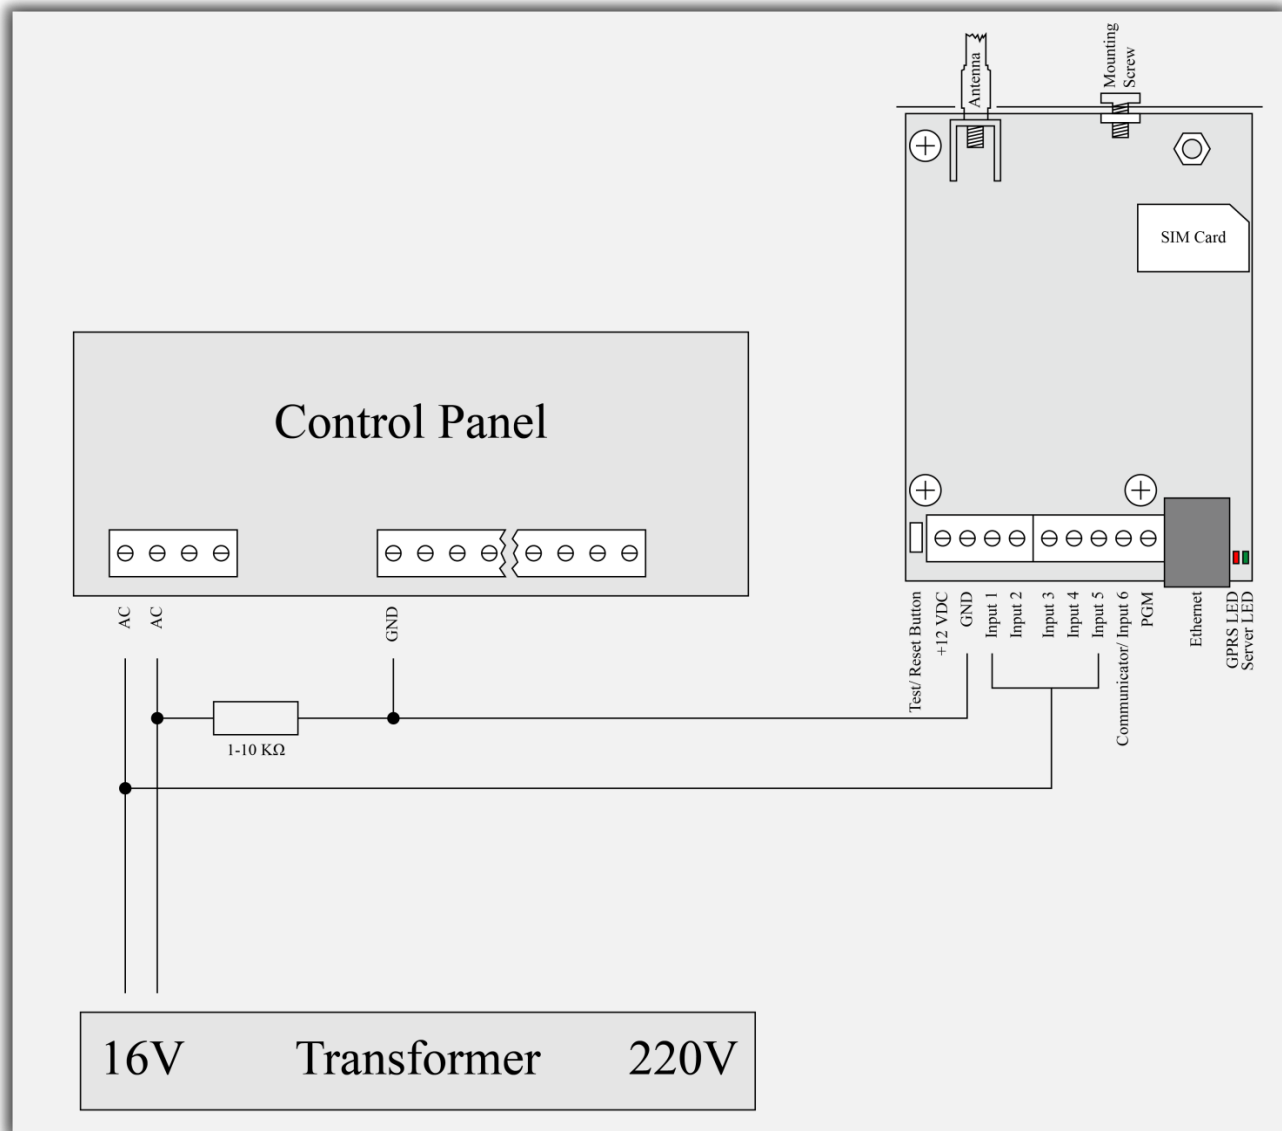 Antenna
Mounting
Screw
SIM Card
Control Panel
AC
AC
GND
Test/ Reset Button
+12 VDC
GND
Input 1
Input 2
Input 3
Input 4
Input 5
Communicator/ Input 6
PGM
Ethernet
GPRS LED
Server LED
1-10 KΩ
16V Transformer 220V